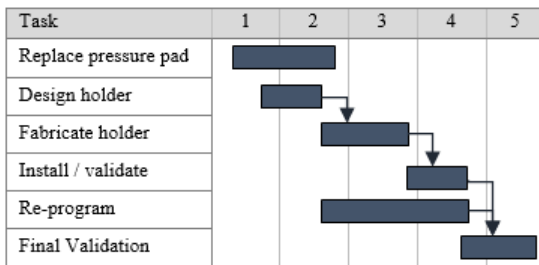 Task 1 2 3 4 5
Replace pressure pad
Design holder
Fabricate holder
Install / validate
Re-program
Final Validation